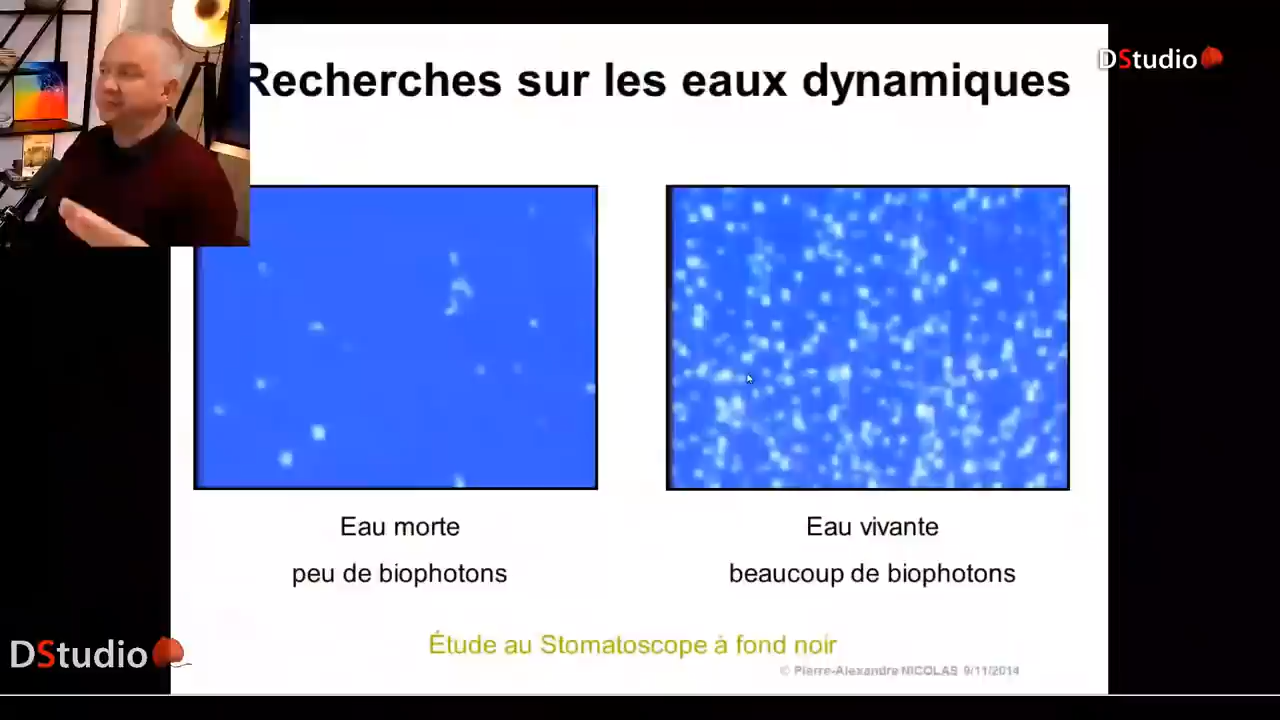 DStudio
Recherches sur les eaux dynamiques
Eau morte
peu de biophotons
Eau vivante
beaucoup de biophotons
Étude au Stomatoscope à fond noir
© Pierre-Alexandre NICOLAS 9/11/2014
DStudio